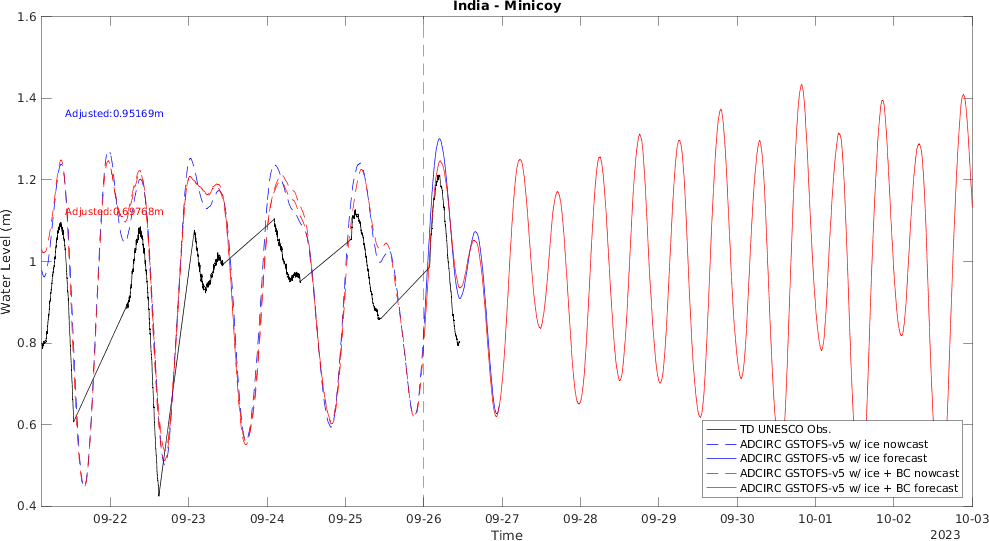 India - Minicoy
1.6
1.4
1.2
1
0.8
0.6
0.4
Water Level (m)
Adjusted:0.95169m
Adjusted:0.69768m
TD UNESCO Obs.
ADCIRC GSTOFS-v5 w/ ice nowcast
ADCIRC GSTOFS-v5 w/ ice forecast
ADCIRC GSTOFS-v5 w/ ice + BC nowcast
ADCIRC GSTOFS-v5 w/ ice + BC forecast
09-22 09-23 09-24 09-25 09-26 09-27 09-28 09-29 09-30 10-01 10-02 10-03
Time
2023